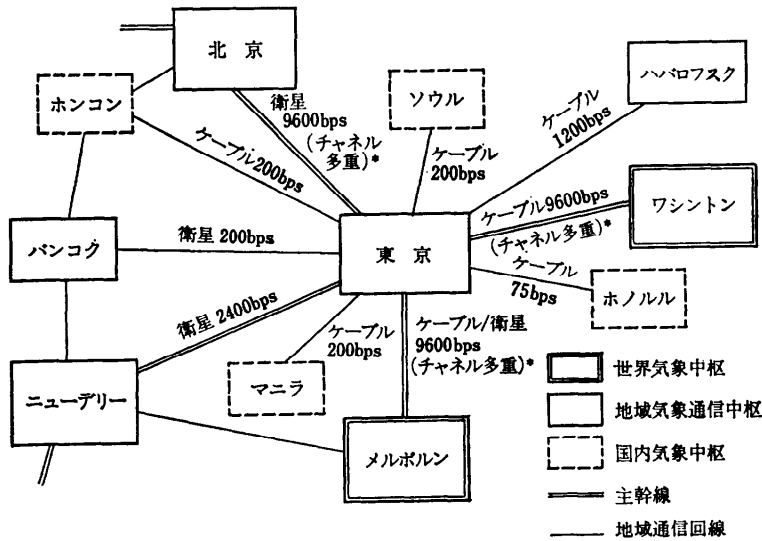 北京
ホンコン
衛星
9600bps
(チャネル
多重)*
ソウル
ハバロフスク
ケーブル
1200bps
ケーブル200bps
ケーブル
200bps
ケーブル9600bps
(チャネル多重)*
ワシントン
バンコク
衛星 200bps
東京
ケーブル
75bps
ホノルル
衛星 2400bps
ケーブル
200bps
ケーブル/衛星
9600bps
(チャネル多重)*
マニラ
ニューデリー
メルボルン
世界気象中枢
地域気象通信中枢
国内気象中枢
主幹線
地域通信回線